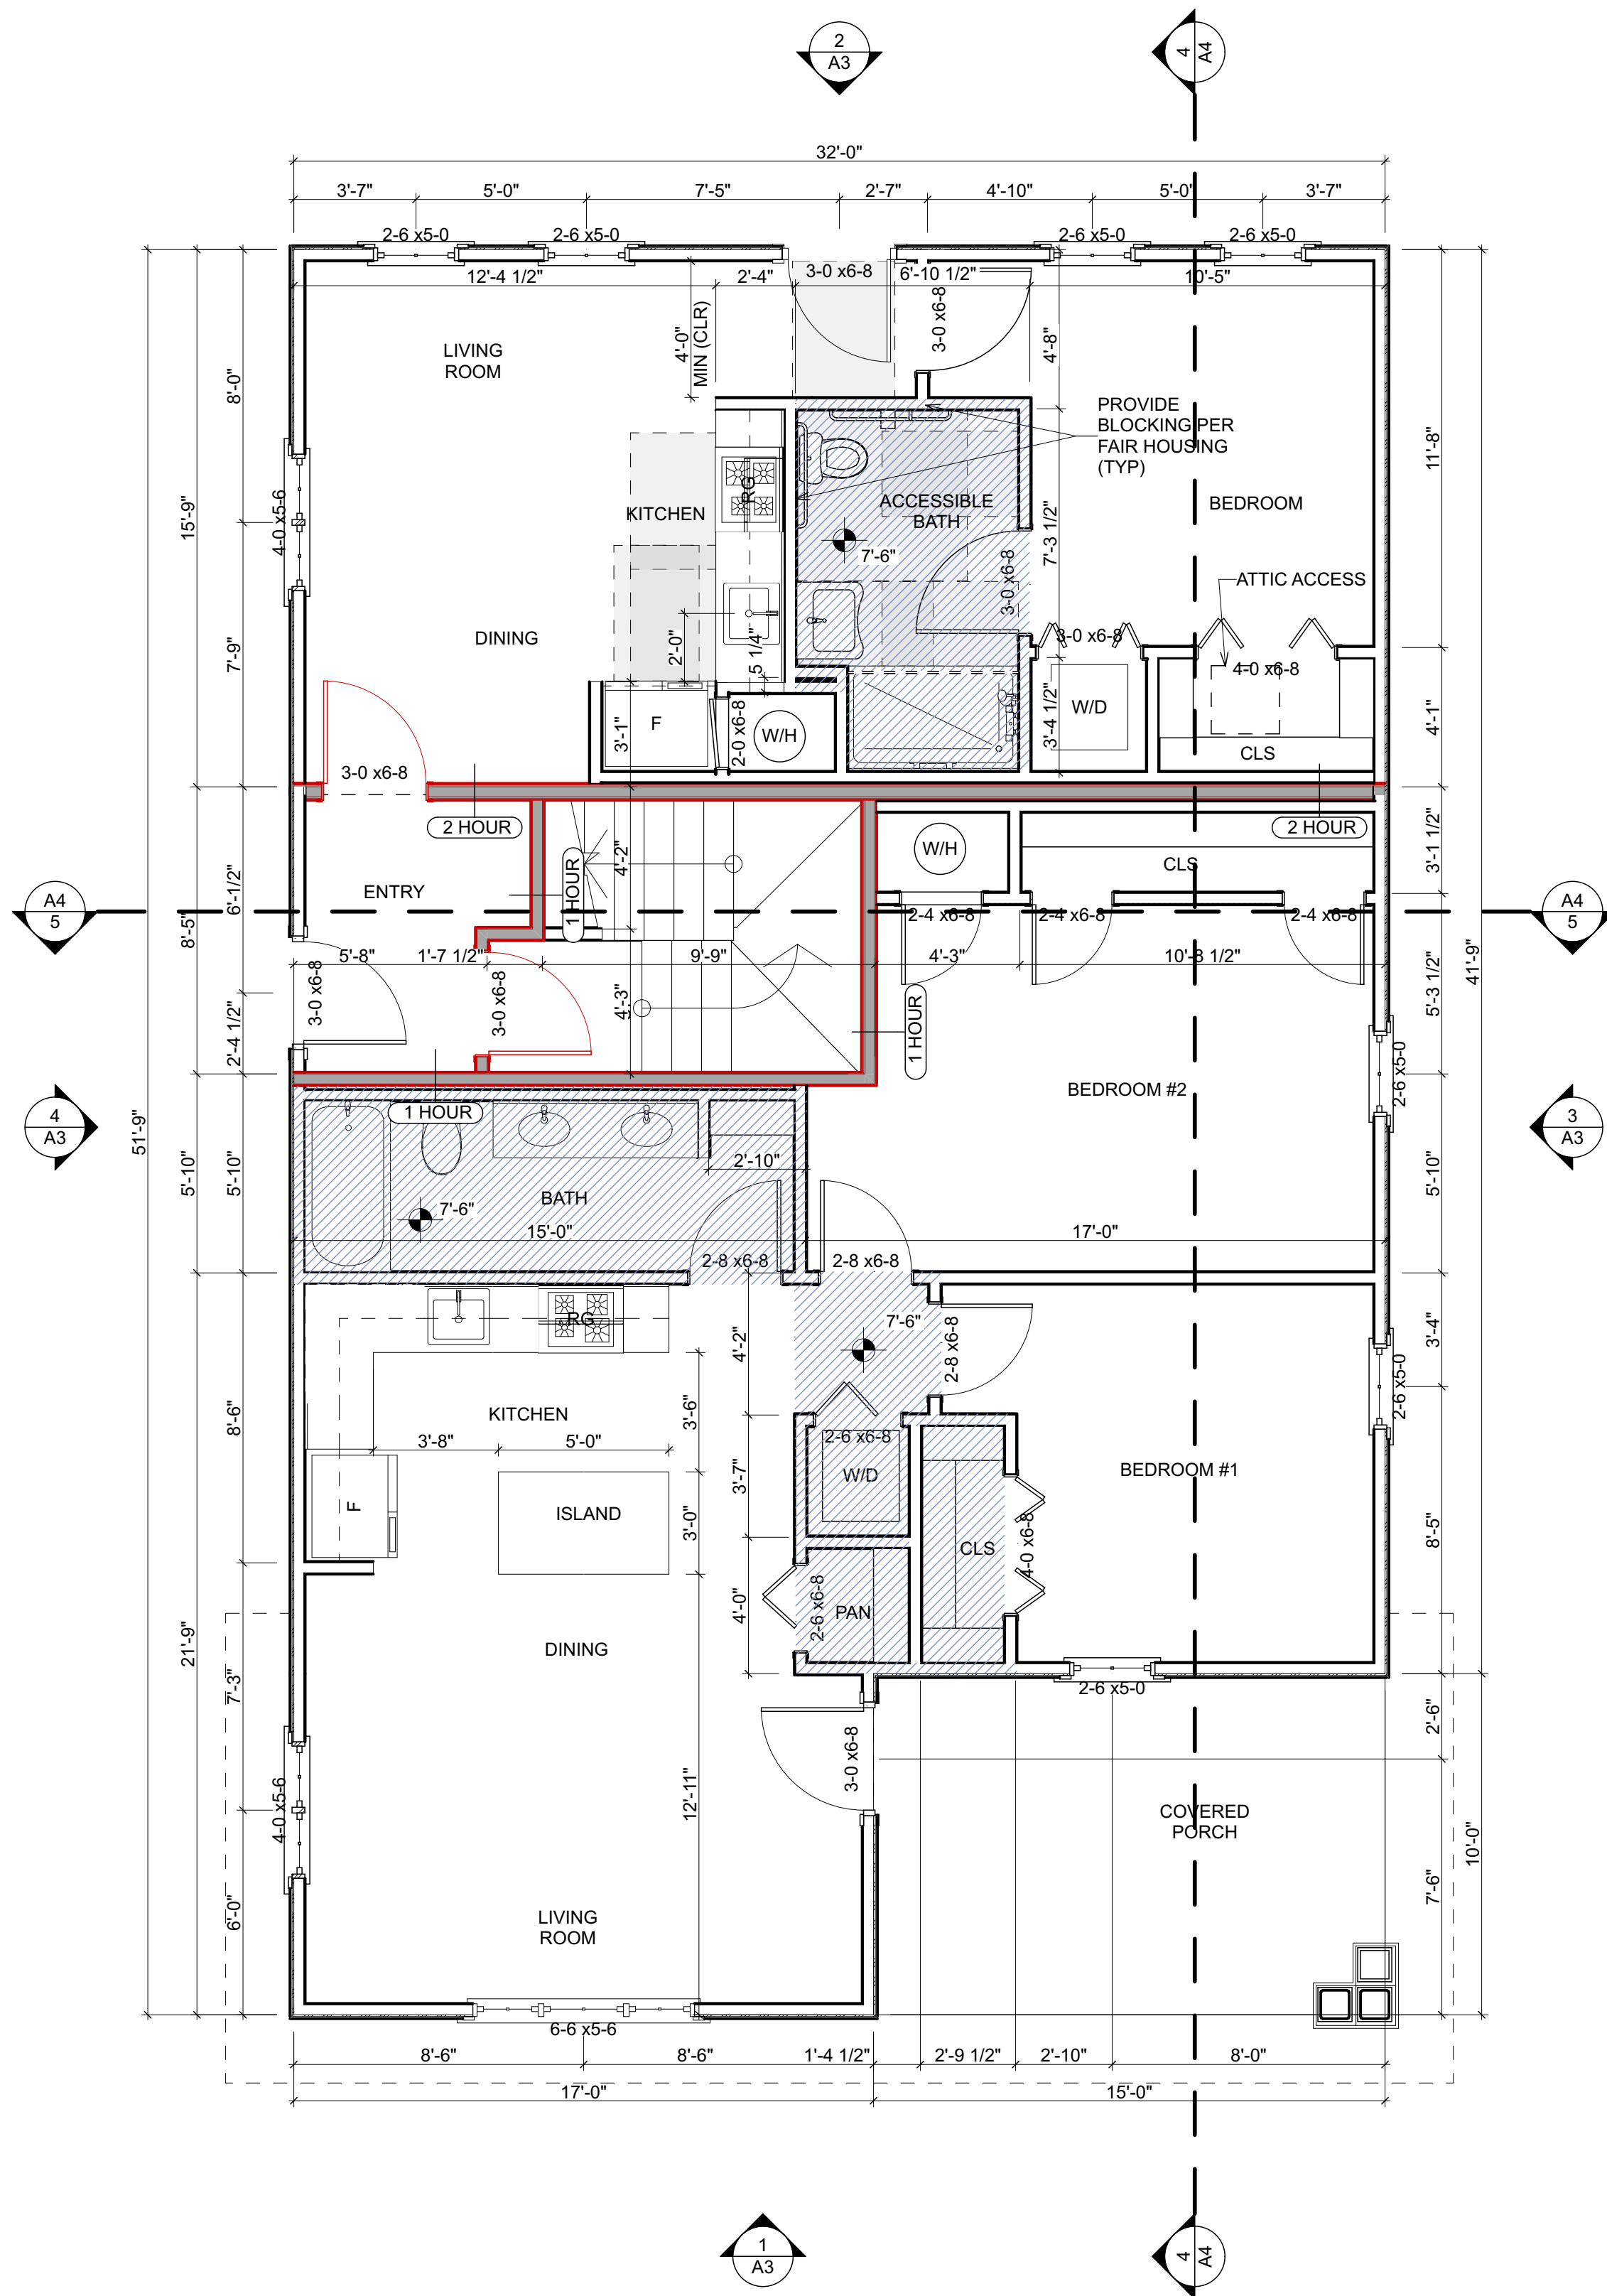 2
A3
4
A4
32'-0"
3'-7"
5'-0"
7'-5"
2'-7"
4'-10"
5'-0"
3'-7"
2-6 x5-0
2-6 x5-0
2-6 x5-0
2-6 x5-0
12'-4 1/2"
2'-4"
3-0 x6-8
6'-10 1/2"
10'-5"
3-0 x6-8
4'-0"
MIN (CLR)
4'-8"
LIVING
ROOM
8'-0"
PROVIDE
BLOCKING PER
FAIR HOUSING
(TYP)
11'-8"
15'-9"
4-0 x5-6
KITCHEN
RG
ACCESSIBLE
BATH
BEDROOM
7'-3 1/2"
7'-6"
3-0 x6-8
ATTIC ACCESS
DINING
7'-9"
2'-0"
5 1/4"
3-0 x6-8
4-0 x6-8
3'-1"
F
2-0 x6-8
W/H
3'-4 1/2"
W/D
CLS
4'-1"
3-0 x6-8
2 HOUR
2 HOUR
4'-2"
W/H
CLS
3'-1 1/2"
ENTRY
1 HOUR
6'-1/2"
8'-5"
A4
5
A4
5
2-4 x6-8
2-4 x6-8
2-4 x6-8
5'-8"
1'-7 1/2"
9'-9"
4'-3"
10'-8 1/2"
3-0 x6-8
3-0 x6-8
4'-3"
1 HOUR
5'-3 1/2"
41'-9"
2'-4 1/2"
2-6 x5-0
BEDROOM #2
1 HOUR
4
A3
3
A3
51'-9"
5'-10"
5'-10"
2'-10"
5'-10"
BATH
7'-6"
15'-0"
17'-0"
2-8 x6-8
2-8 x6-8
RG
7'-6"
4'-2"
2-8 x6-8
3'-4"
2-6 x5-0
KITCHEN
3'-6"
8'-6"
3'-8"
5'-0"
2-6 x6-8
3'-7"
W/D
BEDROOM #1
F
ISLAND
3'-0"
CLS
4-0 x6-8
8'-5"
4'-0"
2-6 x6-8
PAN
21'-9"
DINING
7'-3"
2-6 x5-0
2'-6"
3-0 x6-8
4-0 x5-6
12'-11"
COVERED
PORCH
10'-0"
6'-0"
7'-6"
LIVING
ROOM
6-6 x5-6
8'-6"
8'-6"
1'-4 1/2"
2'-9 1/2"
2'-10"
8'-0"
17'-0"
15'-0"
1
A3
4
A4